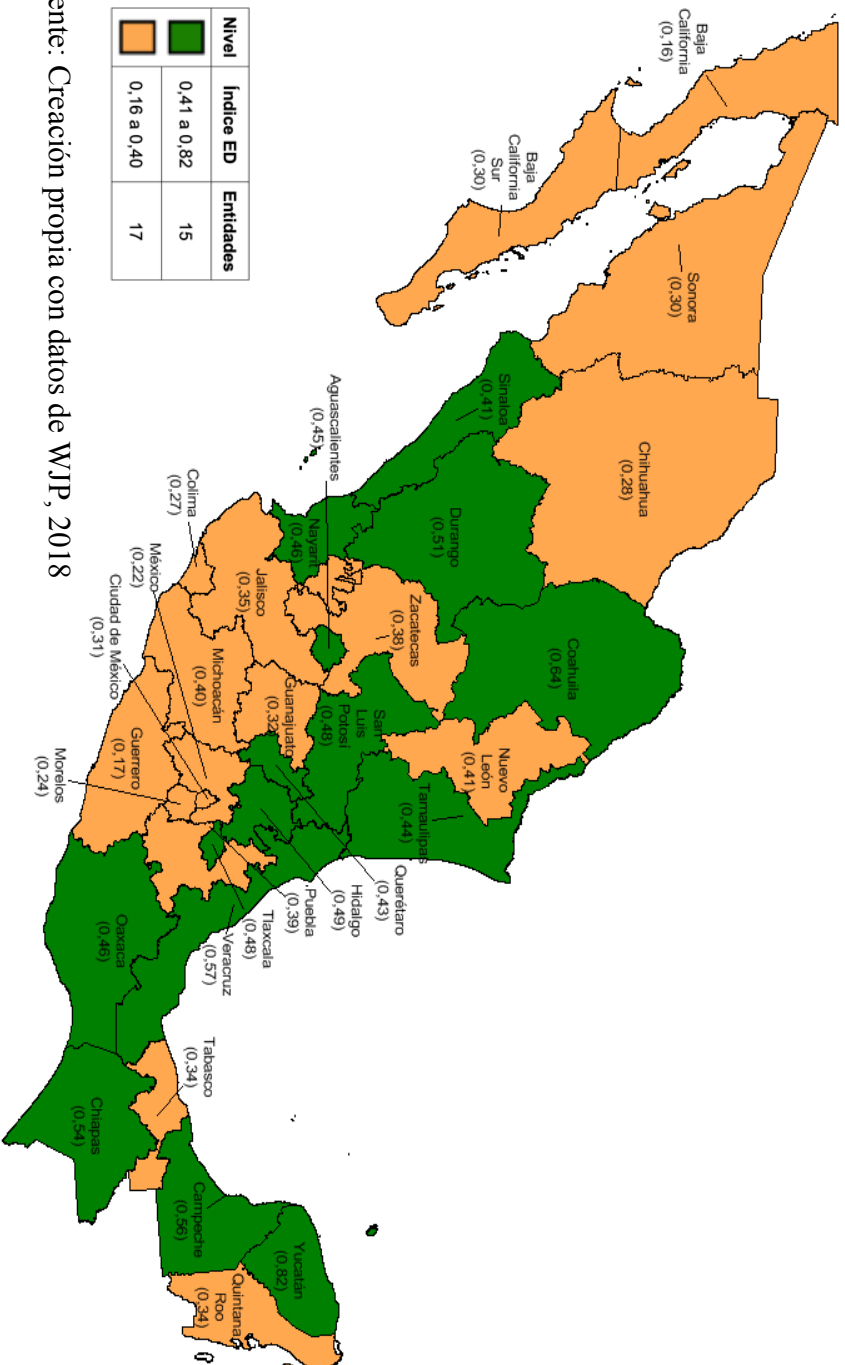 Baja
California
(0,16)
Baja
California
Sur
(0,30)
Sonora
(0,30)
Chihuahua
(0,28)
Sinaloa
(0,41)
Durango
(0,51)
Coahuila
(0,64)
Nuevo
León
(0,41)
Tamaulipas
(0,44)
Zacatecas
(0,38)
San
Luis
Potosí
(0,48)
Aguascalientes
(0,45)
Nayarit
(0,46)
Jalisco
(0,35)
Guanajuato
(0,32)
Colima
(0,27)
Michoacán
(0,40)
México
(0,22)
Ciudad de México
(0,31)
Guerrero
(0,17)
Morelos
(0,24)
Querétaro
(0,43)
Hidalgo
(0,49)
Puebla
(0,39)
Tlaxcala
(0,48)
Veracruz
(0,57)
Oaxaca
(0,46)
Tabasco
(0,34)
Chiapas
(0,54)
Campeche
(0,56)
Yucatán
(0,82)
Quintana
Roo
(0,34)
Nivel Índice ED Entidades
0,41 a 0,82 15
0,16 a 0,40 17
ente: Creación propia con datos de WJP, 2018